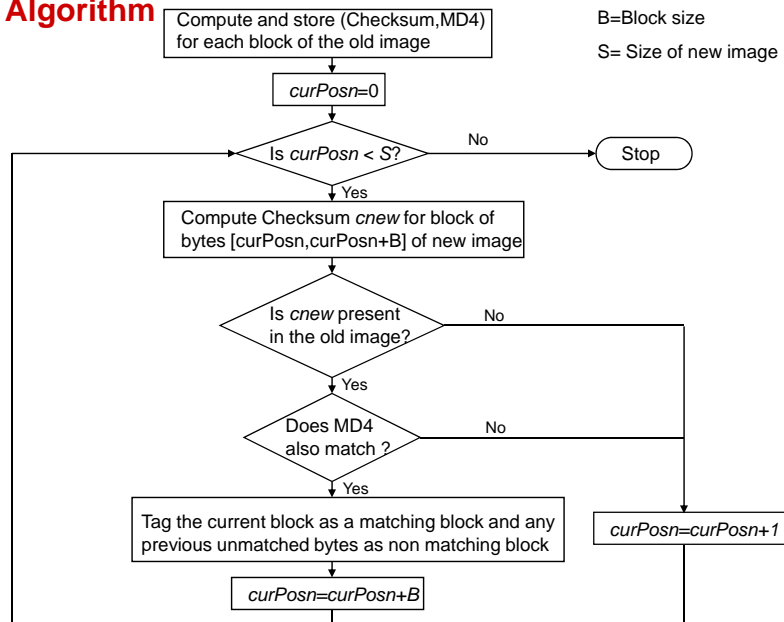 Algorithm
Compute and store (Checksum,MD4)
for each block of the old image
B=Block size
S= Size of new image
curPosn=0
Is curPosn < S?
No
Stop
Yes
Compute Checksum cnew for block of
bytes [curPosn,curPosn+B] of new image
Is cnew present
in the old image?
No
Yes
Does MD4
also match ?
No
Yes
Tag the current block as a matching block and any
previous unmatched bytes as non matching block
curPosn=curPosn+1
curPosn=curPosn+B